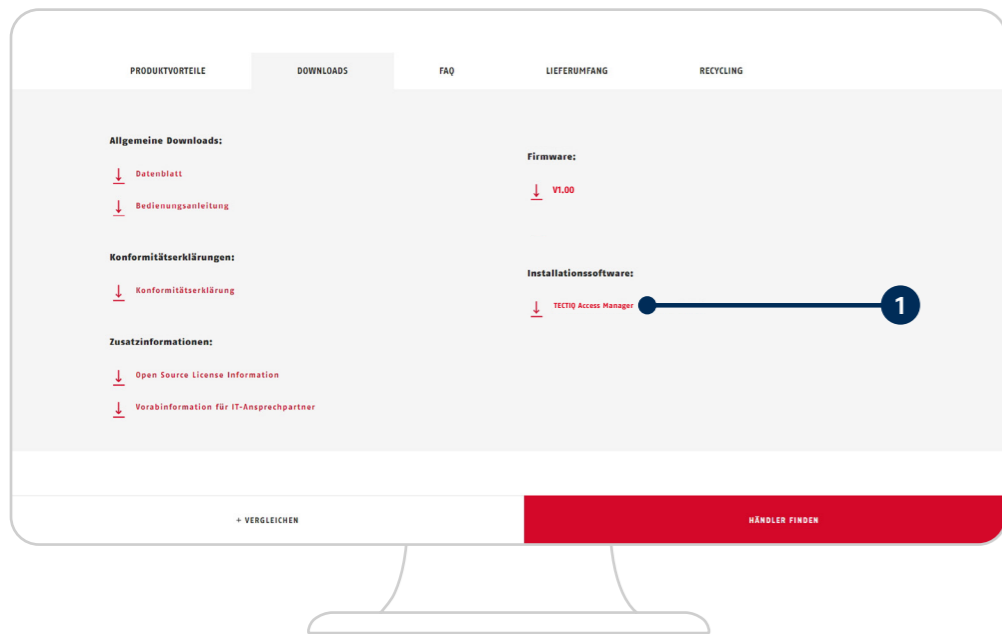 PRODUKTVORTEILE
DOWNLOADS
FAQ
LIEFERUMFANG
RECYCLING
Allgemeine Downloads:
Datenblatt
Bedienungsanleitung
Konformitätserklärungen:
Konformitätserklärung
Zusatzinformationen:
Open Source License Information
Vorabinformation für IT-Ansprechpartner
Firmware:
V1.00
Installationssoftware:
TECTIQ Access Manager
1
+ VERGLEICHEN
HÄNDLER FINDEN